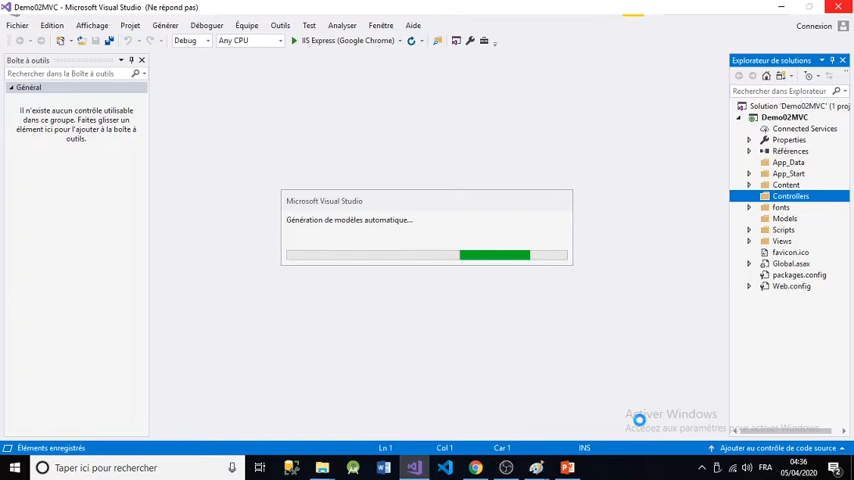 Demo02MVC - Microsoft Visual Studio (Ne répond pas)
Fichier Edition Affichage Projet Générer Déboguer Équipe Outils Test Analyser Fenêtre Aide
Connexion
Debug Any CPU IIS Express (Google Chrome)
Boîte à outils
Rechercher dans la Boîte à outils
Général
Il n'existe aucun contrôle utilisable
dans ce groupe. Faites glisser un
élément ici pour l'ajouter à la boîte à
outils.
Microsoft Visual Studio
Génération de modèles automatique...
Explorateur de solutions
Rechercher dans Explorateur
Solution 'Demo02MVC' (1 proj
Demo02MVC
Connected Services
Properties
Références
App_Data
App_Start
Content
Controllers
fonts
Models
Scripts
Views
favicon.ico
Global.asax
packages.config
Web.config
Activer Windows
Accédez aux paramètres pour activer Windows.
Éléments enregistrés Ln 1 Col 1 Car 1 INS Ajouter au contrôle de code source
Taper ici pour rechercher
FRA
04:36
05/04/2020
2